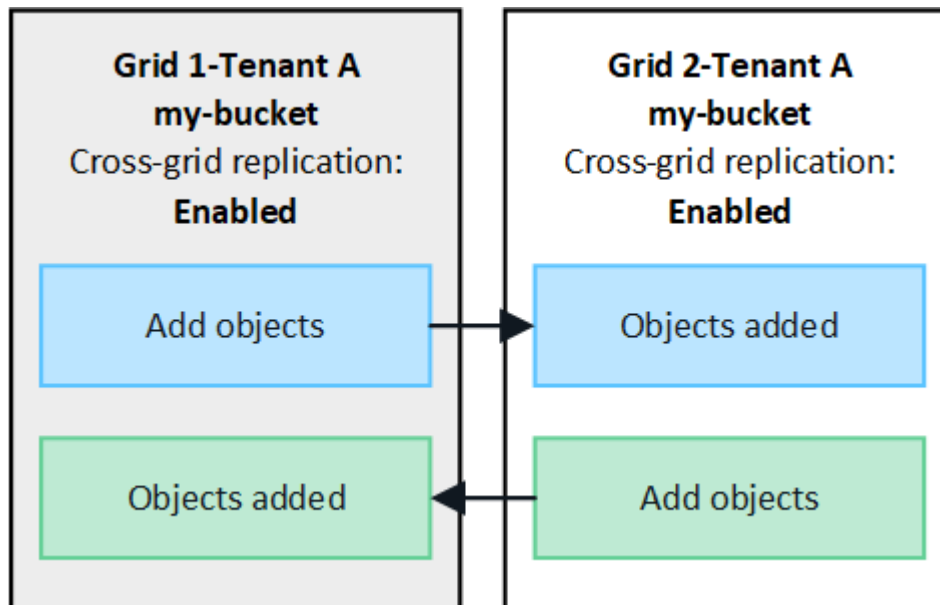 Grid 1-Tenant A
my-bucket
Cross-grid replication:
Enabled
Add objects
Objects added
Grid 2-Tenant A
my-bucket
Cross-grid replication:
Enabled
Objects added
Add objects